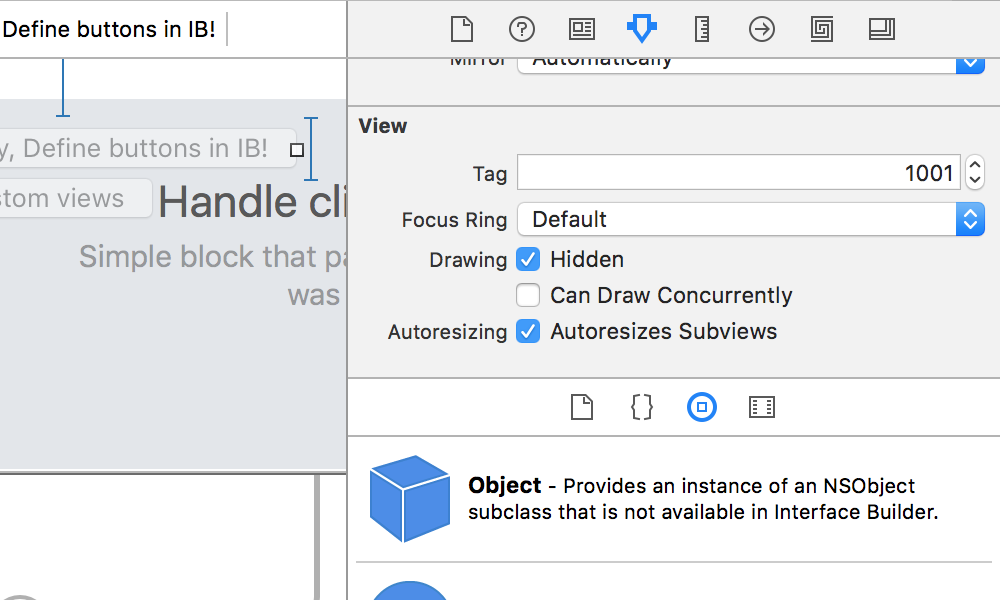 Define buttons in IB!
Mirror Automatically
View
y, Define buttons in IB!
Tag 1001
stom views
Handle cli
Focus Ring Default
Simple block that pa
Drawing Hidden
was
Can Draw Concurrently
Autoresizing Autoresizes Subviews
Object - Provides an instance of an NSObject
subclass that is not available in Interface Builder.